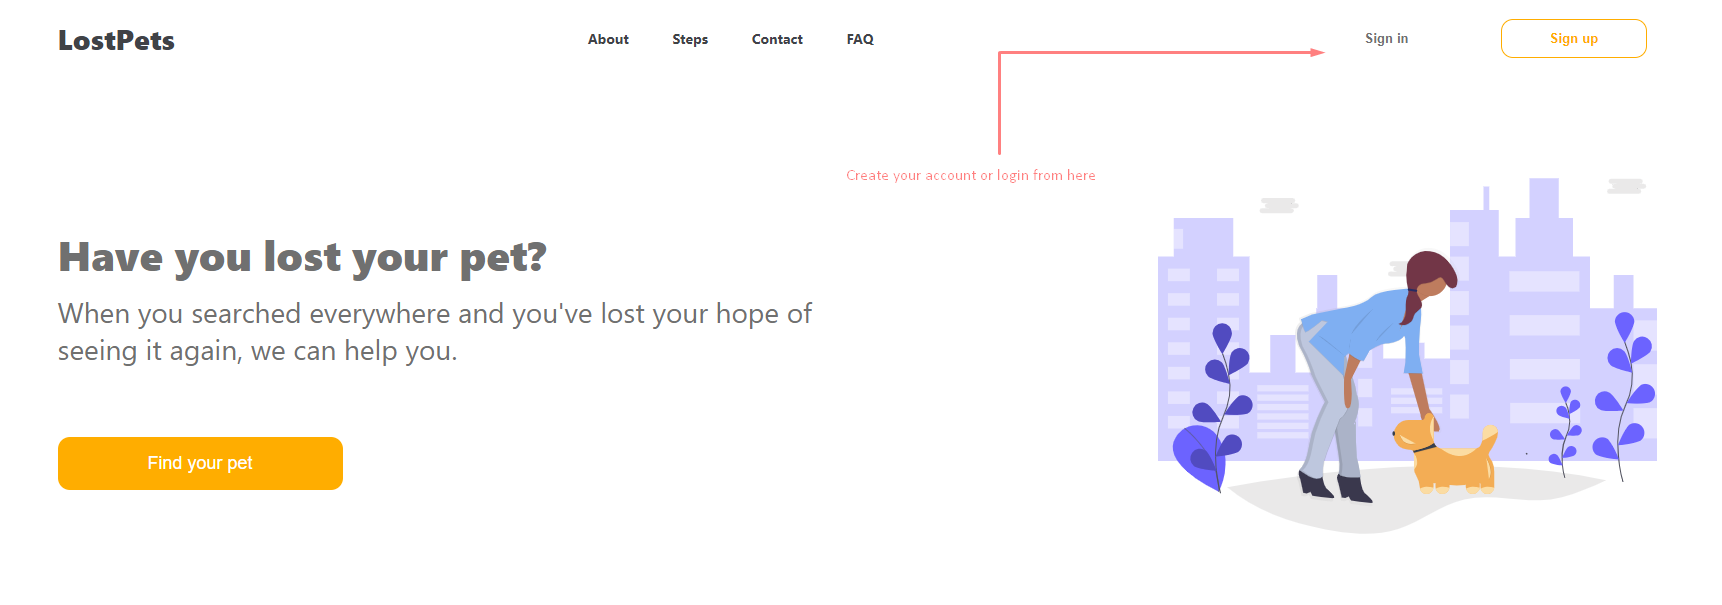 LostPets
About
Steps
Contact
FAQ
Sign in
Sign up
Create your account or login from here
Have you lost your pet?
When you searched everywhere and you've lost your hope of
seeing it again, we can help you.
Find your pet